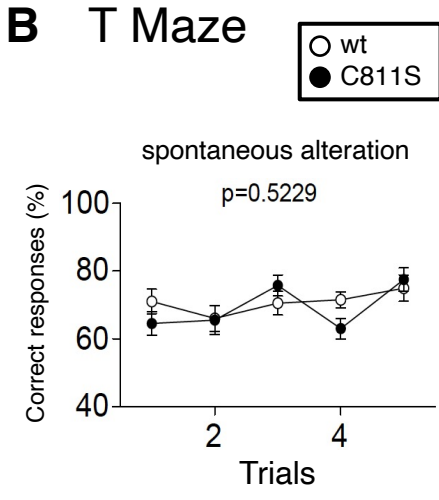 B T Maze
wt
C811S
spontaneous alteration
p=0.5229
Correct responses (%)
100
80
60
40
2 4
Trials